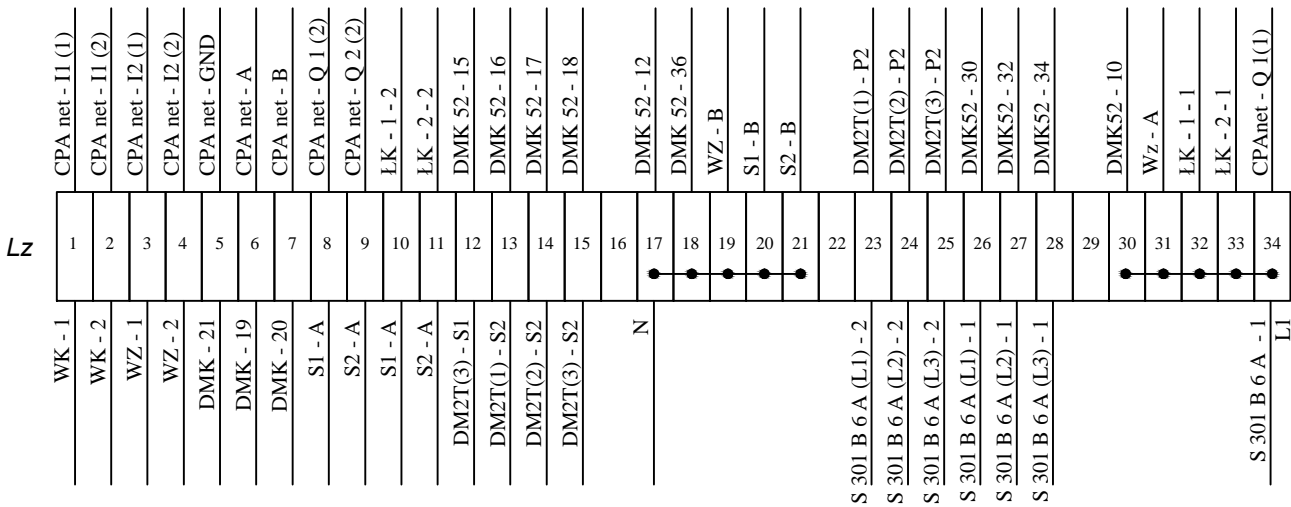 CPA net - I1 (1)
CPA net - I1 (2)
CPA net - I2 (1)
CPA net - I2 (2)
CPA net - GND
CPA net - A
CPA net - B
CPA net - Q 1 (2)
CPA net - Q 2 (2)
ŁK - 1 - 2
ŁK - 2 - 2
DMK 52 - 15
DMK 52 - 16
DMK 52 - 17
DMK 52 - 18
DMK 52 - 12
DMK 52 - 36
WZ - B
S1 - B
S2 - B
DM2T(1) - P2
DM2T(2) - P2
DM2T(3) - P2
DMK52 - 30
DMK52 - 32
DMK52 - 34
DMK52 - 10
Wz - A
ŁK - 1 - 1
ŁK - 2 - 1
CPAnet - Q 1(1)
Lz 1 2 3 4 5 6 7 8 9 10 11 12 13 14 15 16 17 18 19 20 21 22 23 24 25 26 27 28 29 30 31 32 33 34
WK - 1
WK - 2
WZ - 1
WZ - 2
DMK - 21
DMK - 19
DMK - 20
S1 - A
S2 - A
S1 - A
S2 - A
DM2T(3) - S1
DM2T(1) - S2
DM2T(2) - S2
DM2T(3) - S2
N
S 301 B 6 A (L1) - 2
S 301 B 6 A (L2) - 2
S 301 B 6 A (L3) - 2
S 301 B 6 A (L1) - 1
S 301 B 6 A (L2) - 1
S 301 B 6 A (L3) - 1
S 301 B 6 A - 1
L1